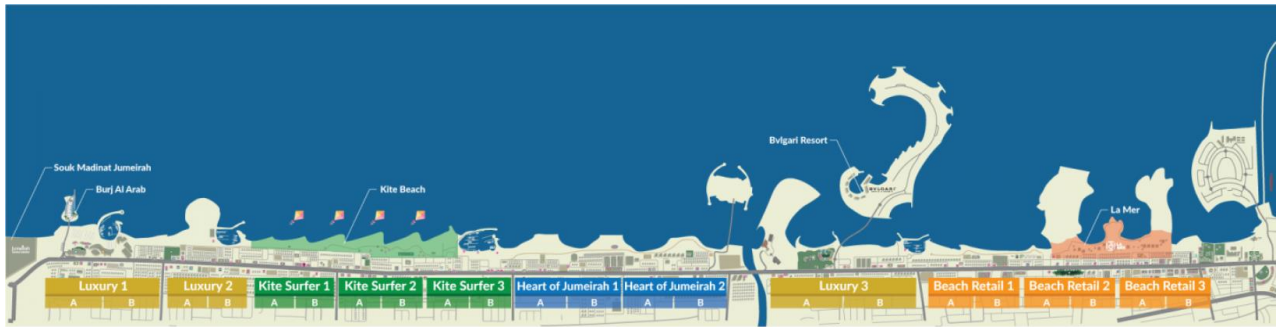 Souk Madinat Jumeirah
Burj Al Arab
Kite Beach
Bvlgari Resort
BVLGARI
La Mer
Luxury 1
A B
Luxury 2
A B
Kite Surfer 1
A B
Kite Surfer 2
A B
Kite Surfer 3
A B
Heart of Jumeirah 1
A B
Heart of Jumeirah 2
A B
Luxury 3
A B
Beach Retail 1
A B
Beach Retail 2
A B
Beach Retail 3
A B